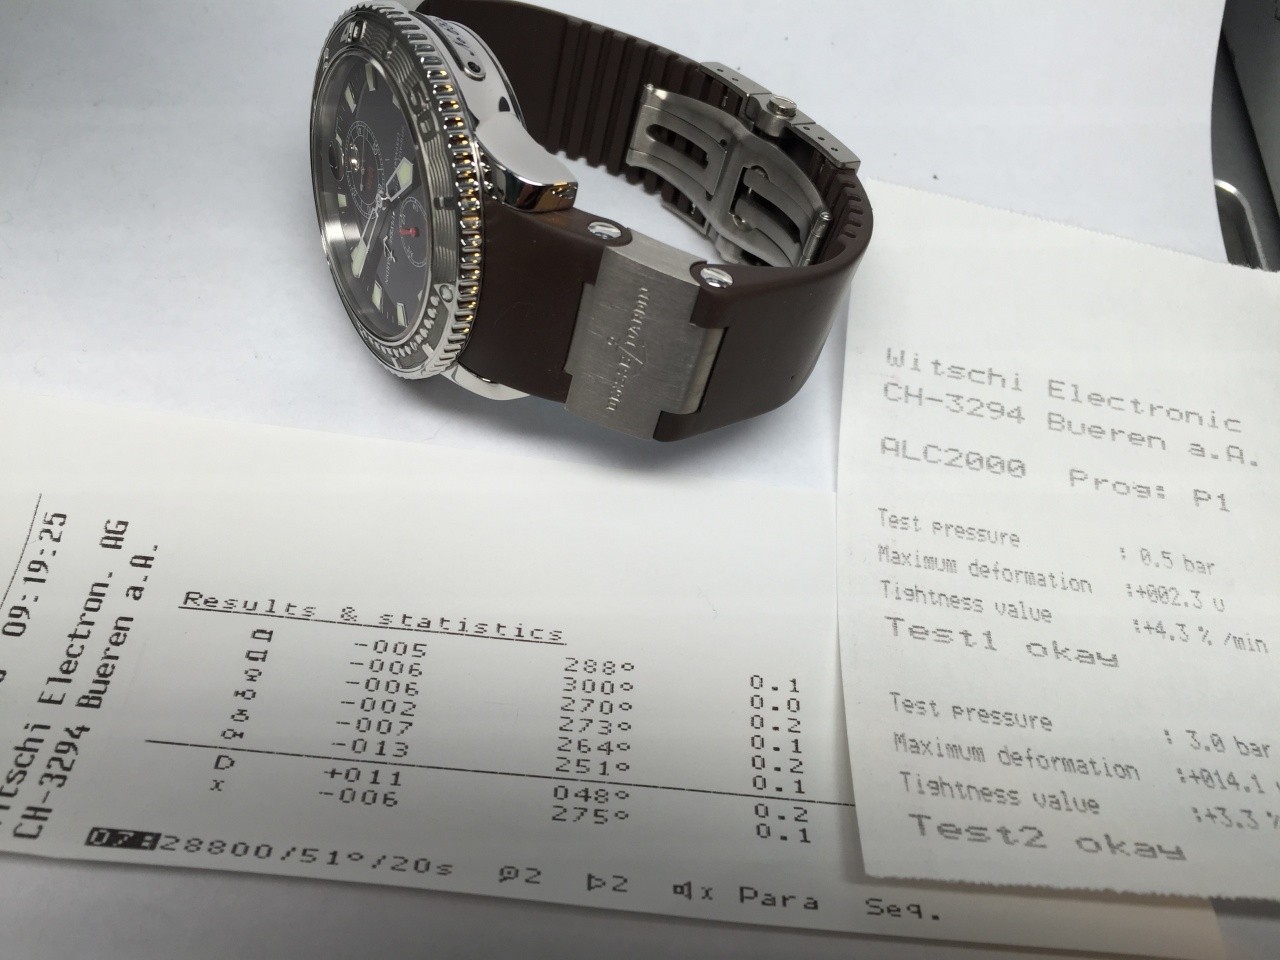 ULYSSE NARDIN
09:19:25
Witschi Electron. AG
CH-3294 Bueren a.A.
Results & statistics
-005 288° 0.1
-006 300° 0.0
-006 270° 0.2
-002 273° 0.1
-007 264° 0.2
-013 251° 0.1
D +011 048° 0.2
x -006 275° 0.1
07:28800/51°/20s 2 2 x Para Seq.
Witschi Electronic
CH-3294 Bueren a.A.
ALC2000 Prog: P1
Test pressure : 0.5 bar
Maximum deformation :+002.3 u
Tightness value :+4.3 % /min
Test1 okay
Test pressure : 3.0 bar
Maximum deformation :+014.1
Tightness value :+3.3 %
Test2 okay